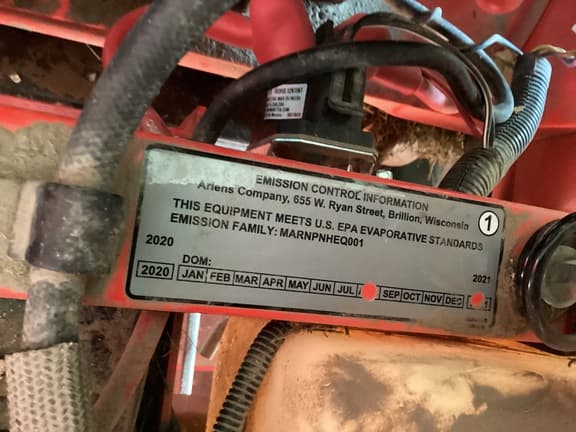 EMISSION CONTROL INFORMATION
Ariens Company, 655 W. Ryan Street, Brillion, Wisconsin
THIS EQUIPMENT MEETS U.S. EPA EVAPORATIVE STANDARDS
EMISSION FAMILY: MARNPNHEQ001
1
2020
2021
DOM:
2020 JAN FEB MAR APR MAY JUN JUL SEP OCT NOV DEC